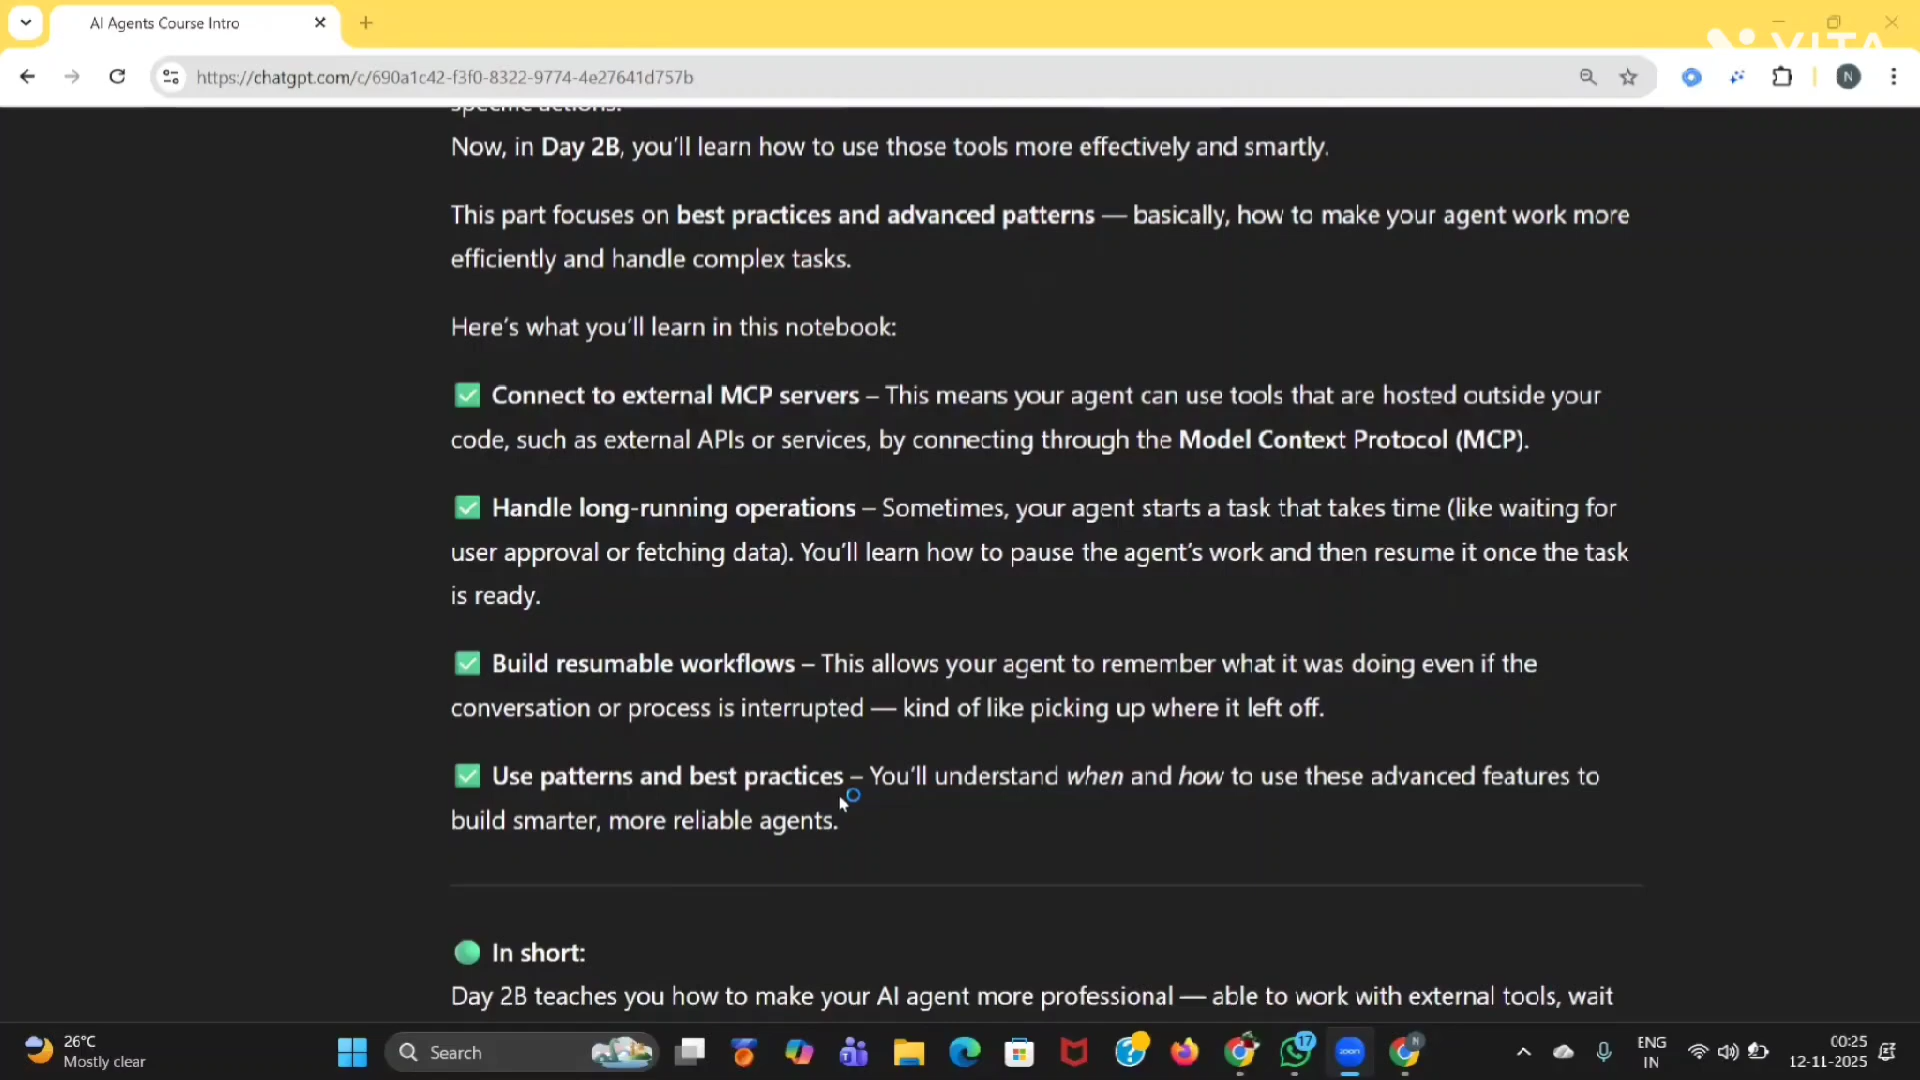 AI Agents Course Intro
VITA
https://chatgpt.com/c/690a1c42-f3f0-8322-9774-4e27641d757b
N
specific actions.
Now, in Day 2B, you'll learn how to use those tools more effectively and smartly.
This part focuses on best practices and advanced patterns — basically, how to make your agent work more
efficiently and handle complex tasks.
Here's what you'll learn in this notebook:
✅ Connect to external MCP servers – This means your agent can use tools that are hosted outside your
code, such as external APIs or services, by connecting through the Model Context Protocol (MCP).
✅ Handle long-running operations – Sometimes, your agent starts a task that takes time (like waiting for
user approval or fetching data). You'll learn how to pause the agent's work and then resume it once the task
is ready.
✅ Build resumable workflows – This allows your agent to remember what it was doing even if the
conversation or process is interrupted — kind of like picking up where it left off.
✅ Use patterns and best practices – You'll understand when and how to use these advanced features to
build smarter, more reliable agents.
🟢 In short:
Day 2B teaches you how to make your AI agent more professional — able to work with external tools, wait
26°C
Mostly clear
Search
17
zoom
N
ENG
IN
00:25
12-11-2025